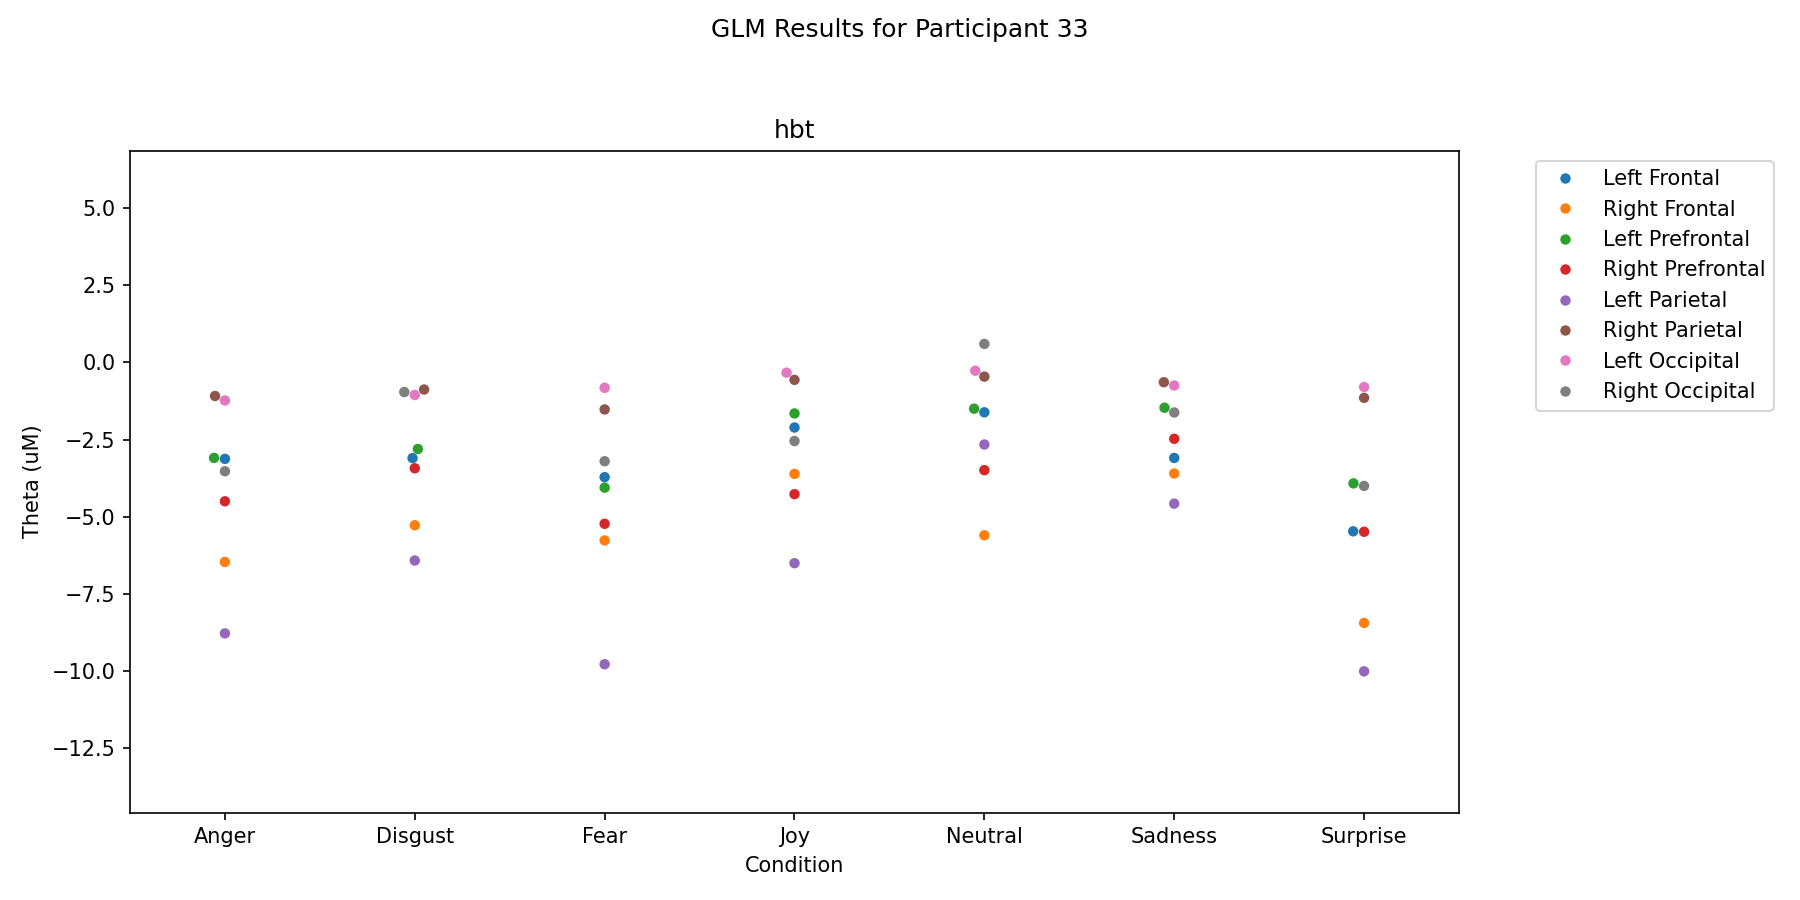 GLM Results for Participant 33
hbt
Theta (uM)
5.0
2.5
0.0
−2.5
−5.0
−7.5
−10.0
−12.5
Anger
Disgust
Fear
Joy
Neutral
Sadness
Surprise
Condition
Left Frontal
Right Frontal
Left Prefrontal
Right Prefrontal
Left Parietal
Right Parietal
Left Occipital
Right Occipital